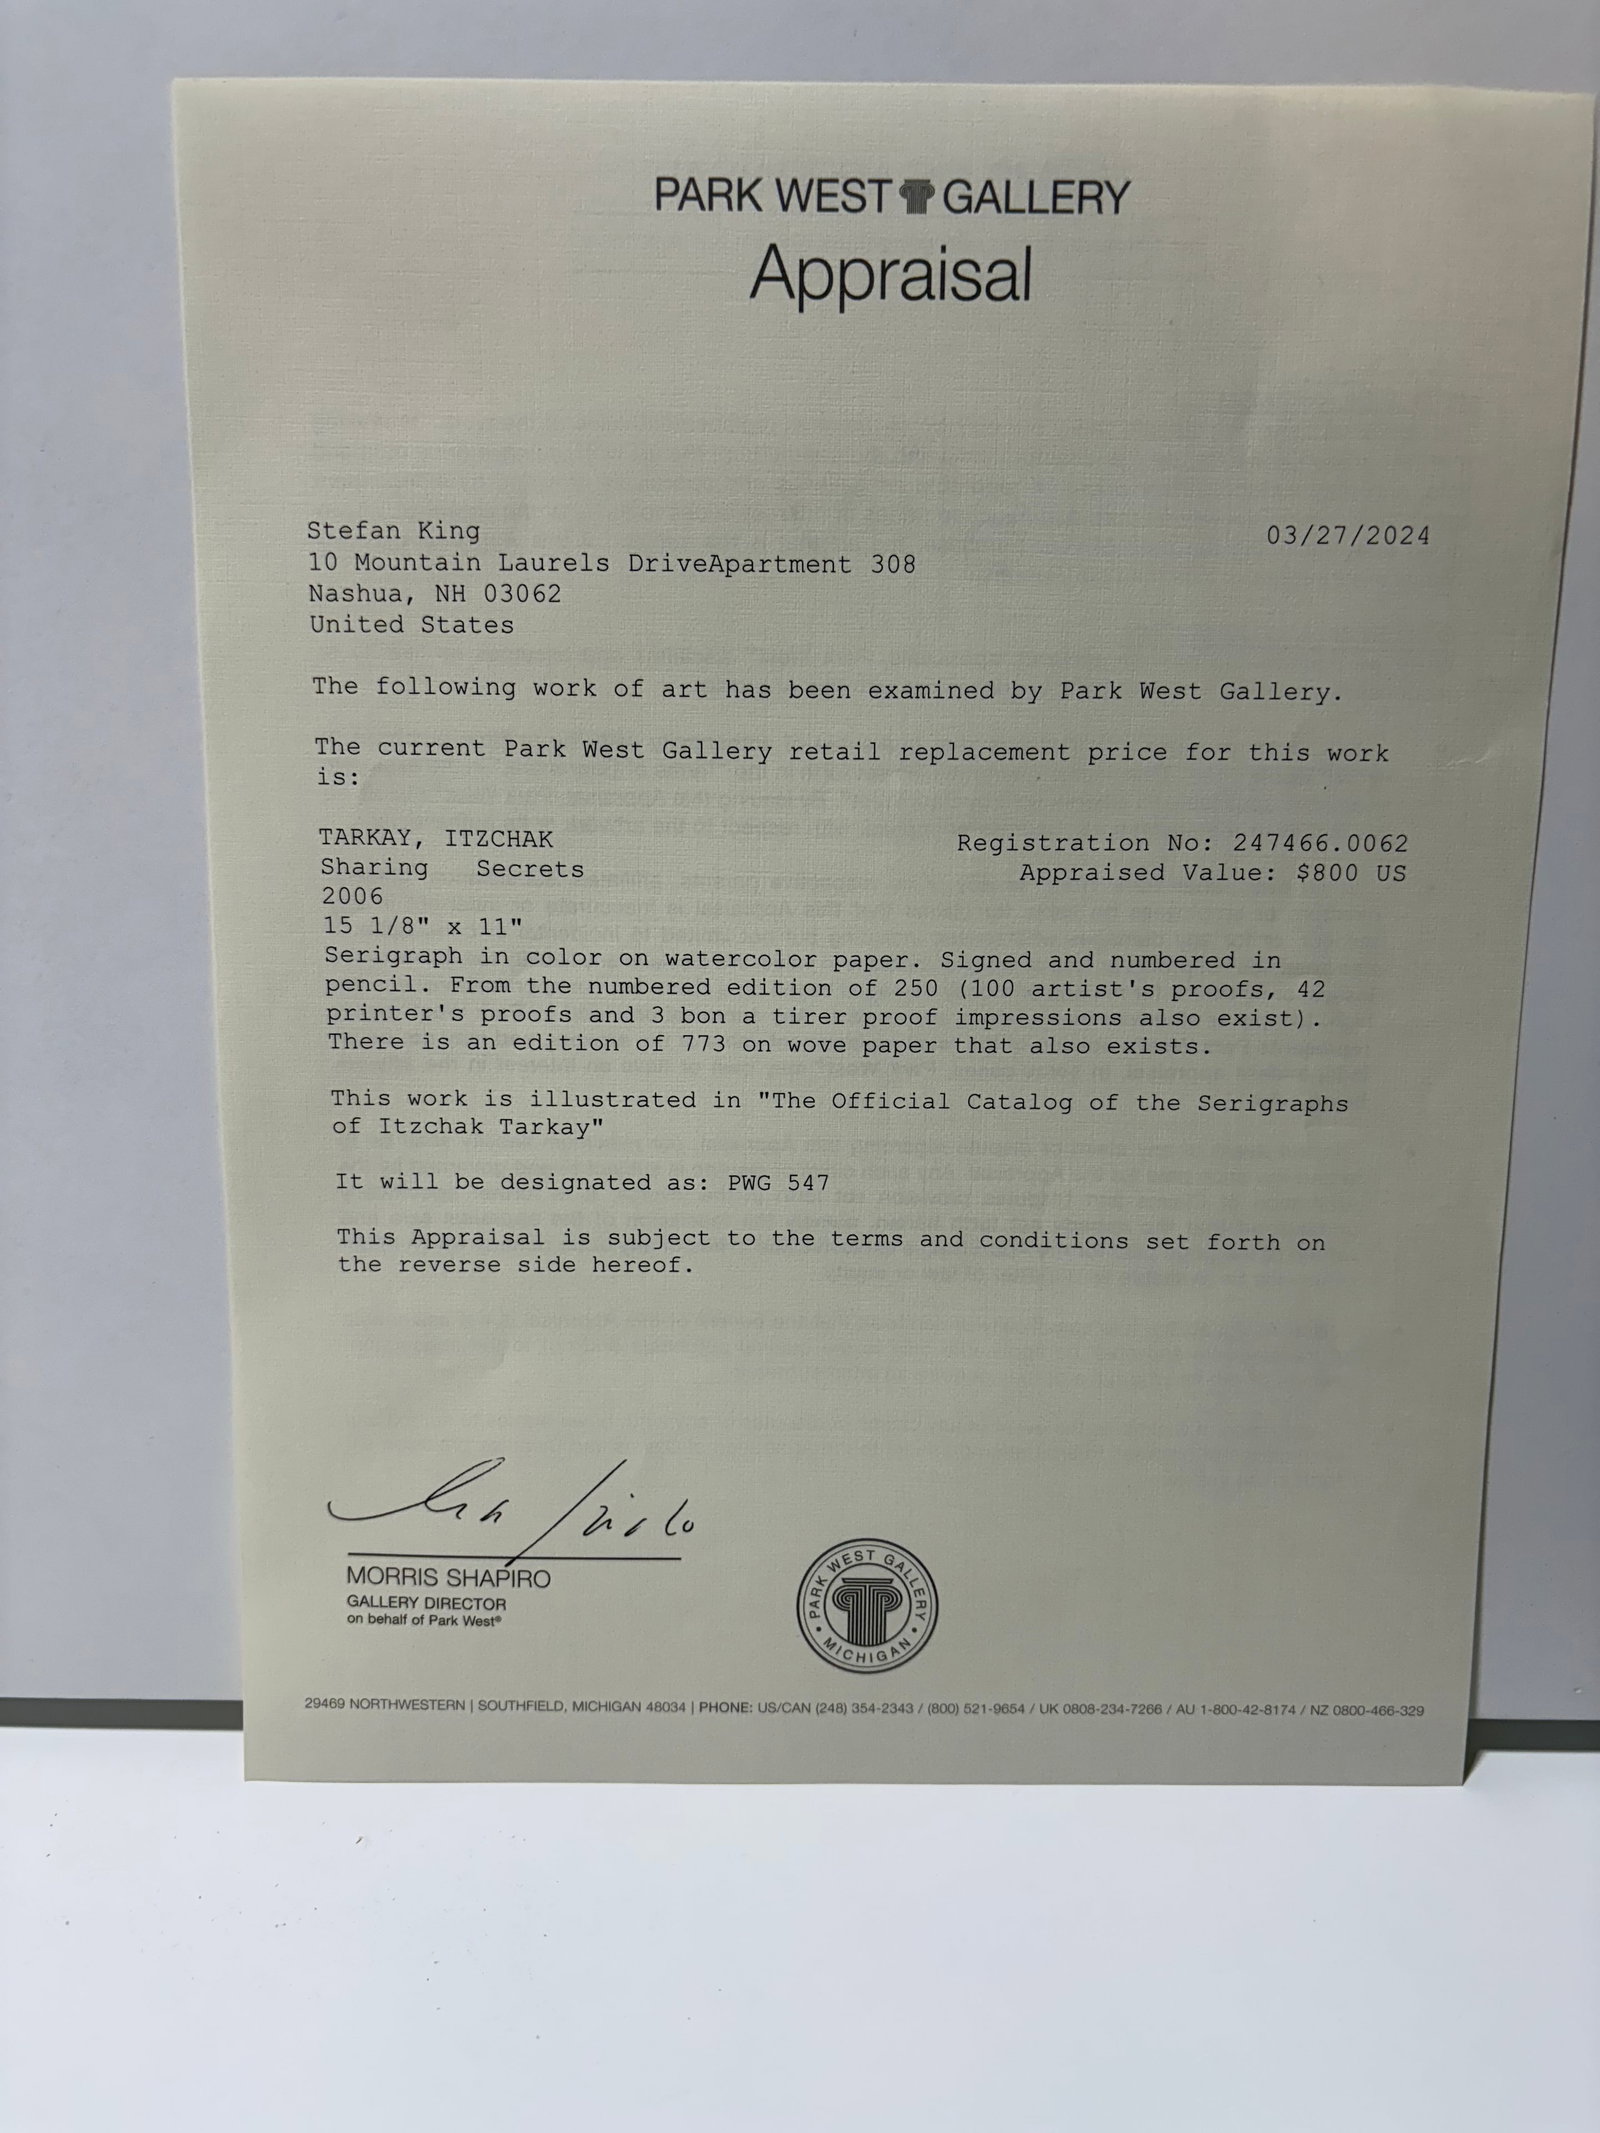 PARK WEST GALLERY
Appraisal
Stefan King
03/27/2024
10 Mountain Laurels DriveApartment 308
Nashua, NH 03062
United States
The following work of art has been examined by Park West Gallery.
The current Park West Gallery retail replacement price for this work
is:
TARKAY, ITZCHAK
Registration No: 247466.0062
Sharing Secrets
Appraised Value: $800 US
2006
15 1/8" x 11"
Serigraph in color on watercolor paper. Signed and numbered in
pencil. From the numbered edition of 250 (100 artist's proofs, 42
printer's proofs and 3 bon a tirer proof impressions also exist).
There is an edition of 773 on wove paper that also exists.
This work is illustrated in "The Official Catalog of the Serigraphs
of Itzchak Tarkay"
It will be designated as: PWG 547
This Appraisal is subject to the terms and conditions set forth on
the reverse side hereof.
MORRIS SHAPIRO
GALLERY DIRECTOR
on behalf of Park West®
PARK WEST GALLERY • MICHIGAN •
29469 NORTHWESTERN | SOUTHFIELD, MICHIGAN 48034 | PHONE: US/CAN (248) 354-2343 / (800) 521-9654 / UK 0808-234-7266 / AU 1-800-42-8174 / NZ 0800-466-329